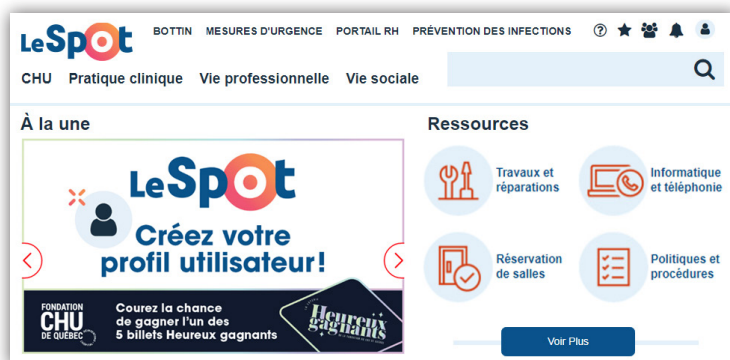 LeSpot
BOTTIN MESURES D'URGENCE PORTAIL RH PRÉVENTION DES INFECTIONS
CHU Pratique clinique Vie professionnelle Vie sociale
À la une
LeSpot
Créez votre
profil utilisateur!
FONDATION
CHU
DE QUÉBEC
Courez la chance
de gagner l'un des
5 billets Heureux gagnants
Heureux
gagnants
Ressources
Travaux et
réparations
Informatique
et téléphonie
Réservation
de salles
Politiques et
procédures
Voir Plus